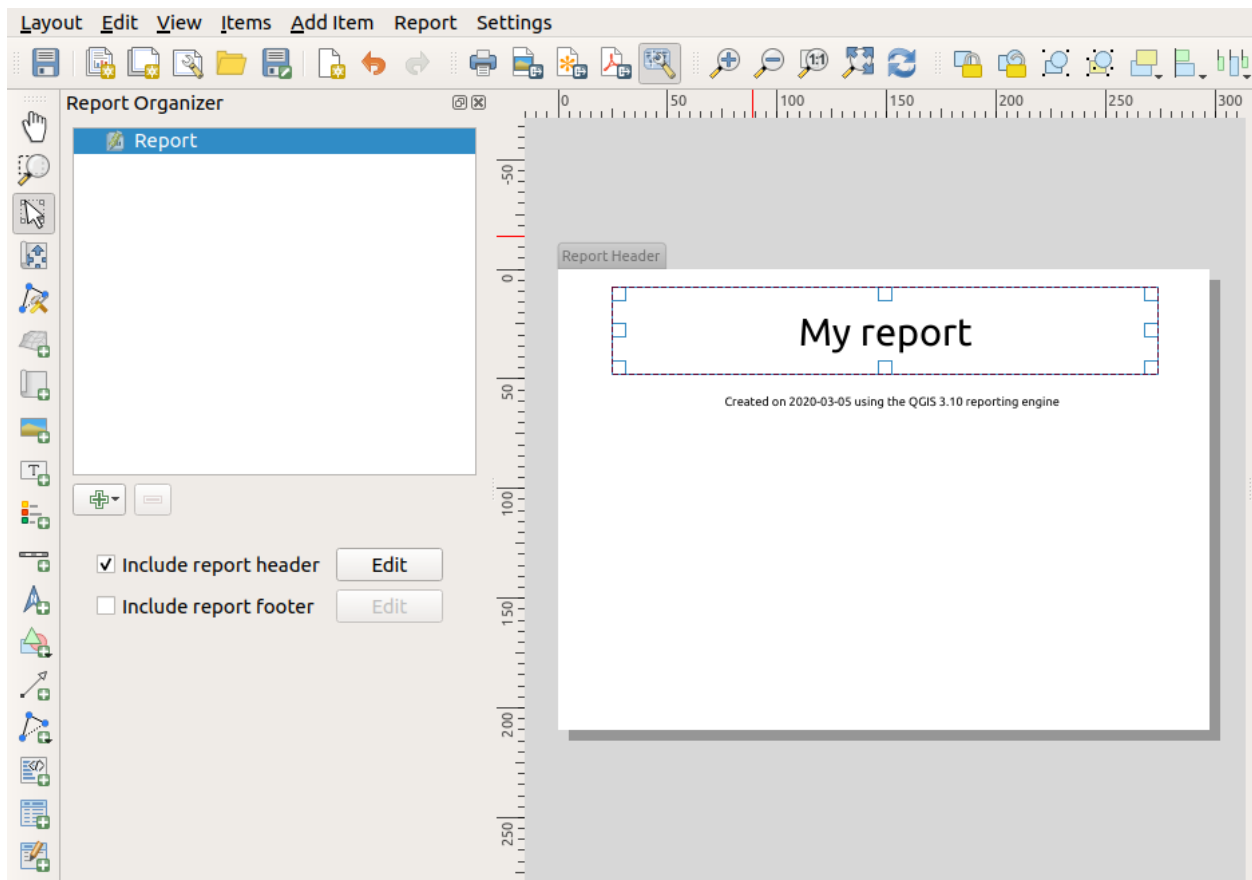 Layout Edit View Items Add Item Report Settings
1:1
Report Organizer
0 50 100 150 200 250 300
Report
-50
Report Header
0
My report
50
Created on 2020-03-05 using the QGIS 3.10 reporting engine
T
100
Include report header Edit
N
Include report footer Edit
150
200
</>
250